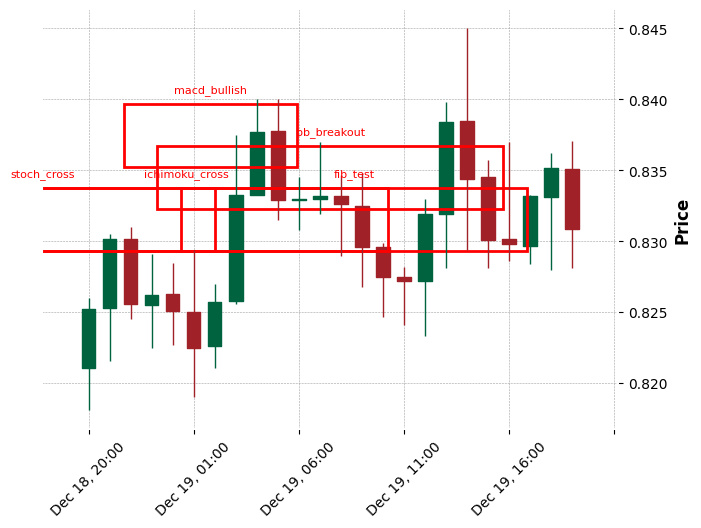 0.845
0.840
macd_bullish
bb_breakout
0.835
stoch_cross
ichimoku_cross
fib_test
0.830
0.825
0.820
Price
Dec 18, 20:00
Dec 19, 01:00
Dec 19, 06:00
Dec 19, 11:00
Dec 19, 16:00